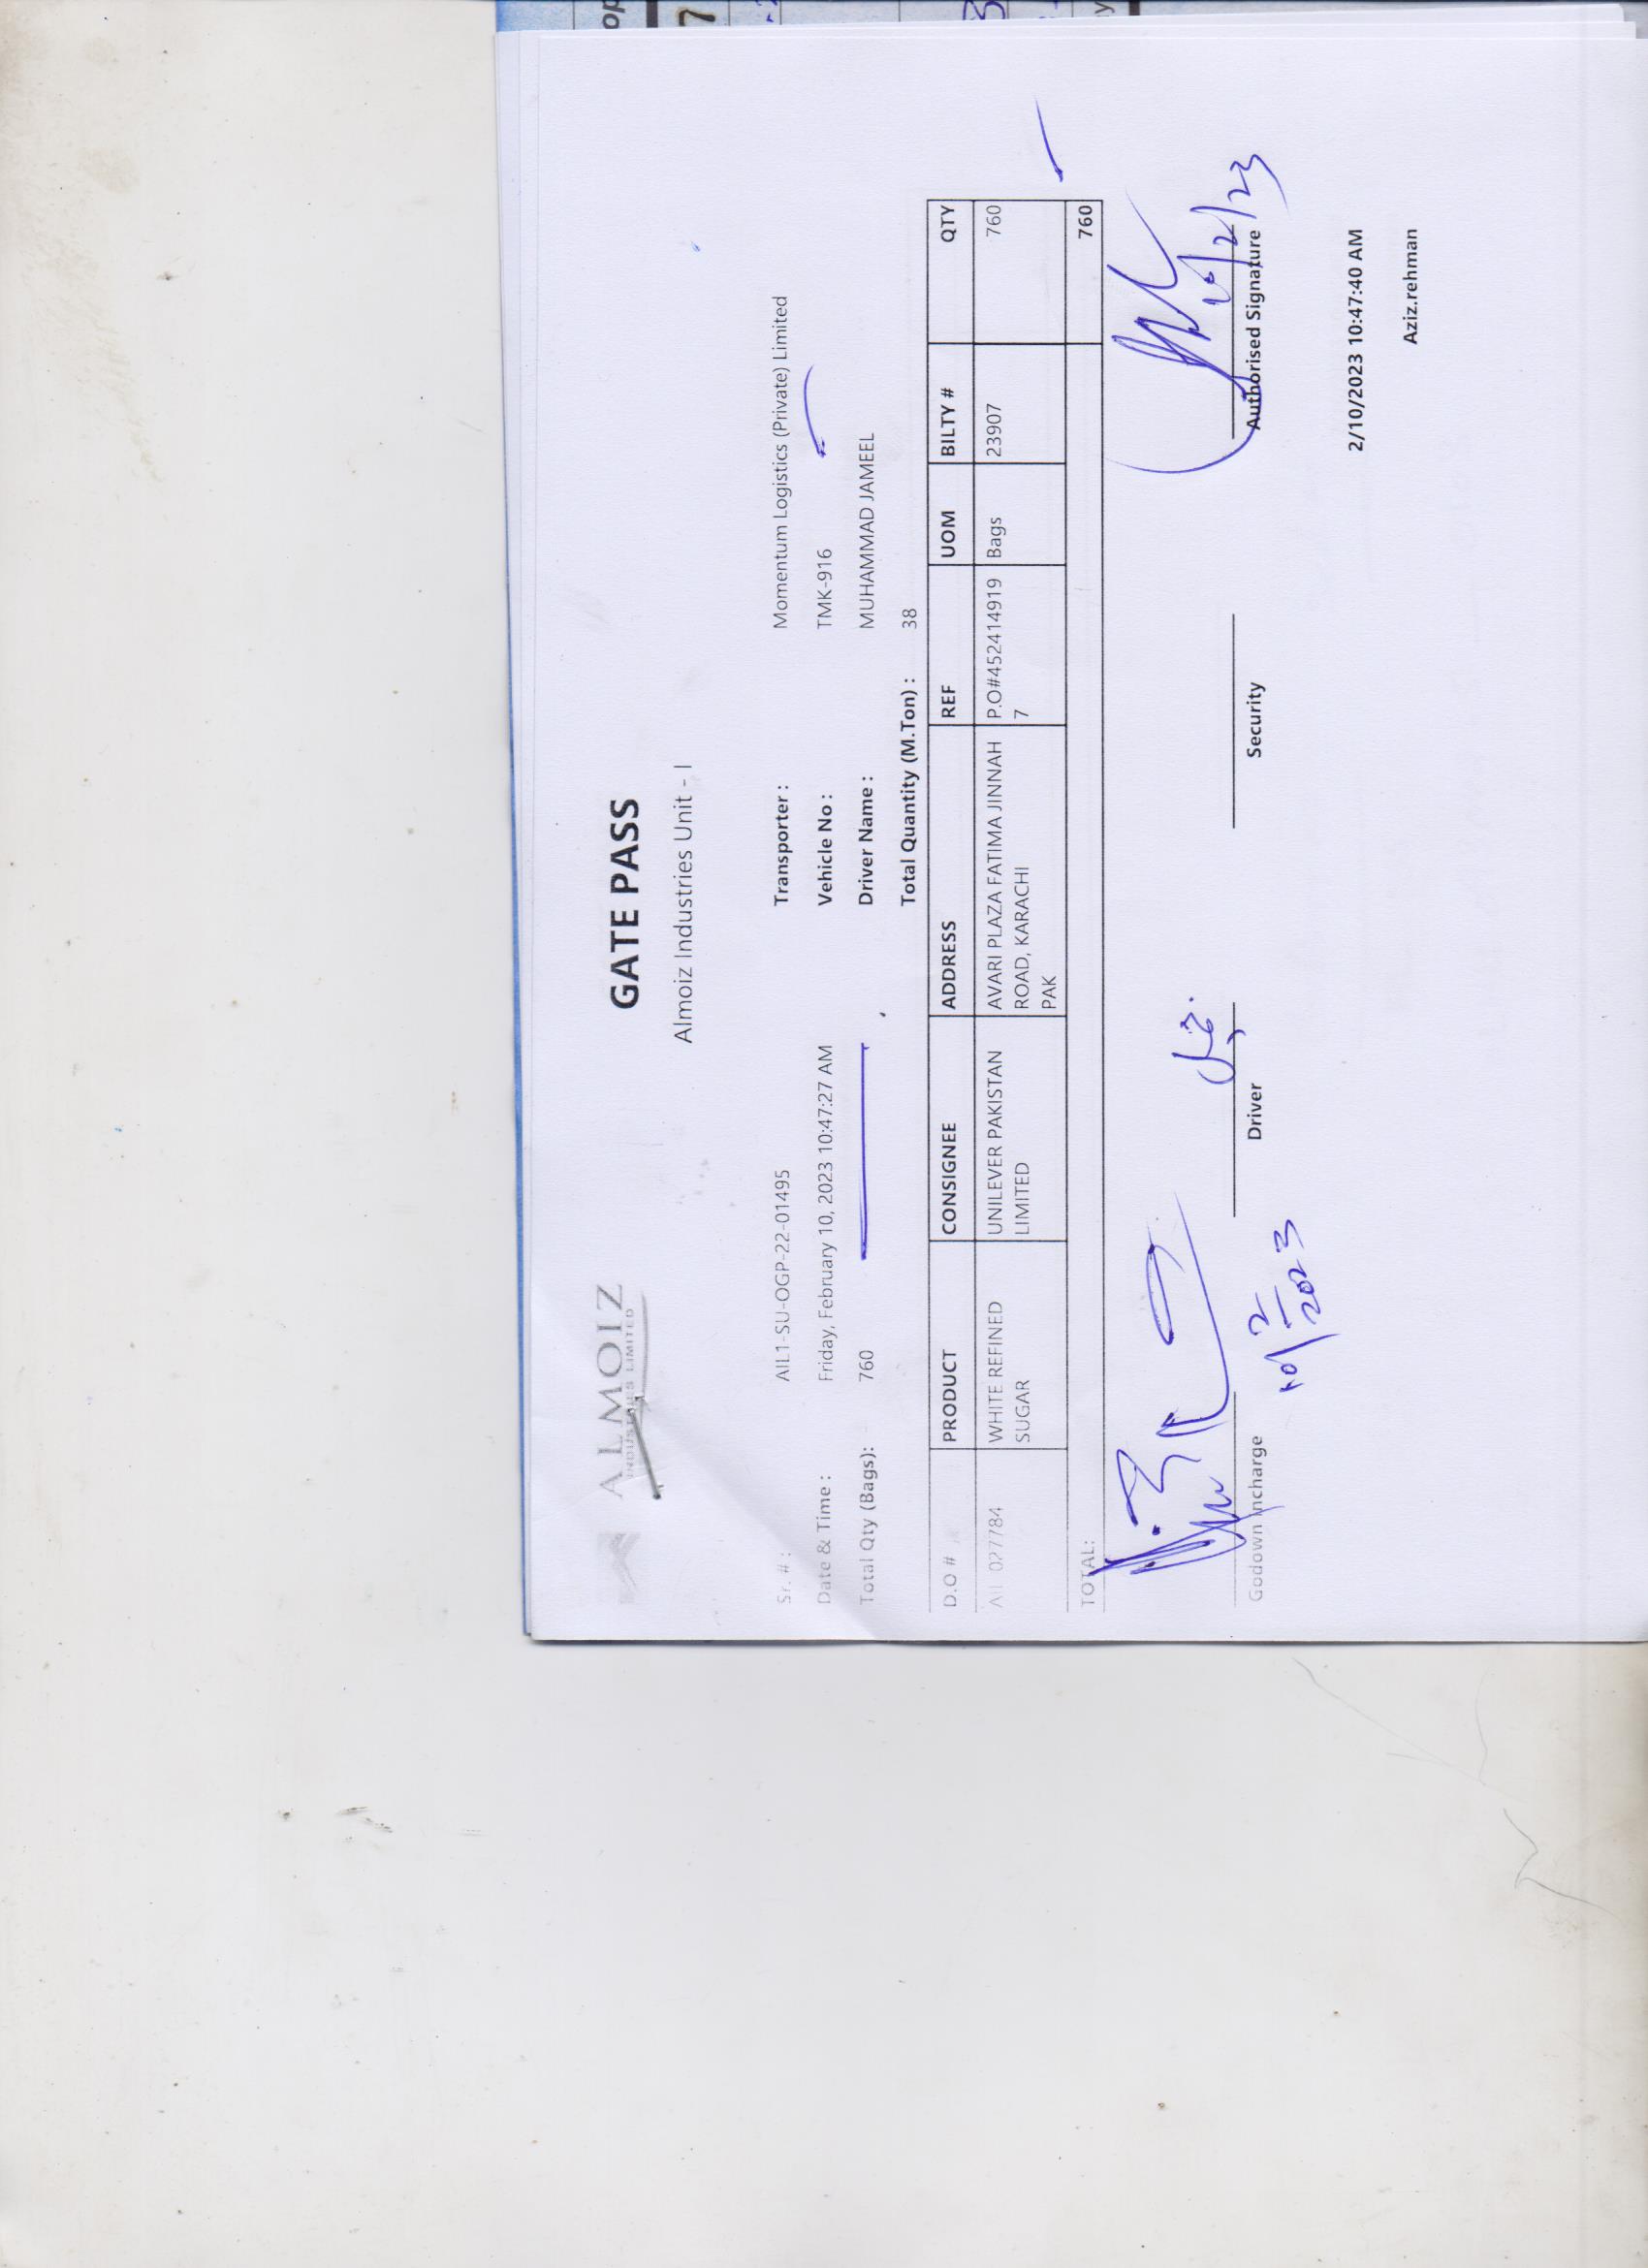 ALMOIZ
INDUSTRIES LIMITED
GATE PASS
Almoiz Industries Unit - I
Sr. # : AIL1-SU-OGP-22-01495 Transporter : Momentum Logistics (Private) Limited
Date & Time : Friday, February 10, 2023 10:47:27 AM Vehicle No : TMK-916
Total Qty (Bags): 760 Driver Name : MUHAMMAD JAMEEL
Total Quantity (M.Ton) : 38
D.O # PRODUCT CONSIGNEE ADDRESS REF UOM BILTY # QTY
027784 WHITE REFINED UNILEVER PAKISTAN AVARI PLAZA FATIMA JINNAH P.O#452414919 Bags 23907 760
SUGAR LIMITED ROAD, KARACHI 7
PAK
TOTAL: 760
10/2/23
Godown Incharge Driver Security Authorised Signature
10/2/2023
2/10/2023 10:47:40 AM
Aziz.rehman